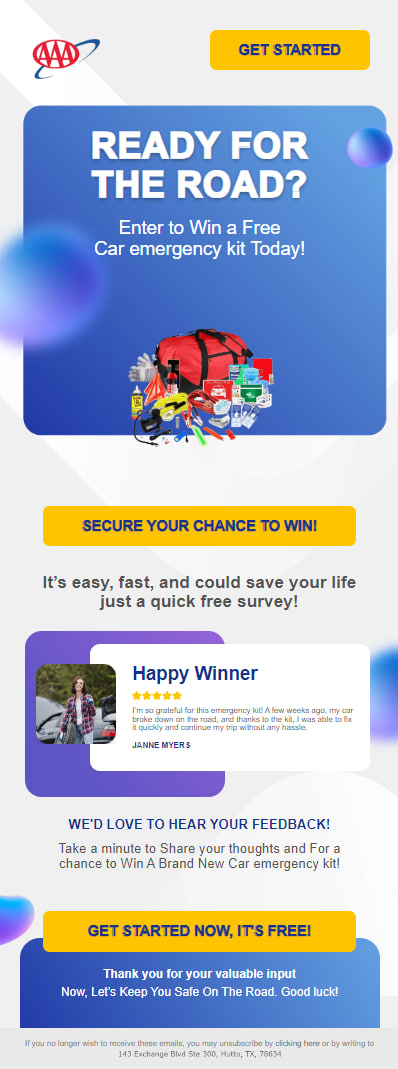 AAA
GET STARTED
READY FOR
THE ROAD?
Enter to Win a Free
Car emergency kit Today!
SECURE YOUR CHANCE TO WIN!
It's easy, fast, and could save your life
just a quick free survey!
Happy Winner
I'm so grateful for this emergency kit! A few weeks ago, my car
broke down on the road, and thanks to the kit, I was able to fix
it quickly and continue my trip without any hassle.
JANNE MYERS
WE'D LOVE TO HEAR YOUR FEEDBACK!
Take a minute to Share your thoughts and For a
chance to Win A Brand New Car emergency kit!
GET STARTED NOW, IT'S FREE!
Thank you for your valuable input
Now, Let's Keep You Safe On The Road. Good luck!
If you no longer wish to receive these emails, you may unsubscribe by clicking here or by writing to
143 Exchange Blvd Ste 300, Hutto, TX, 78634